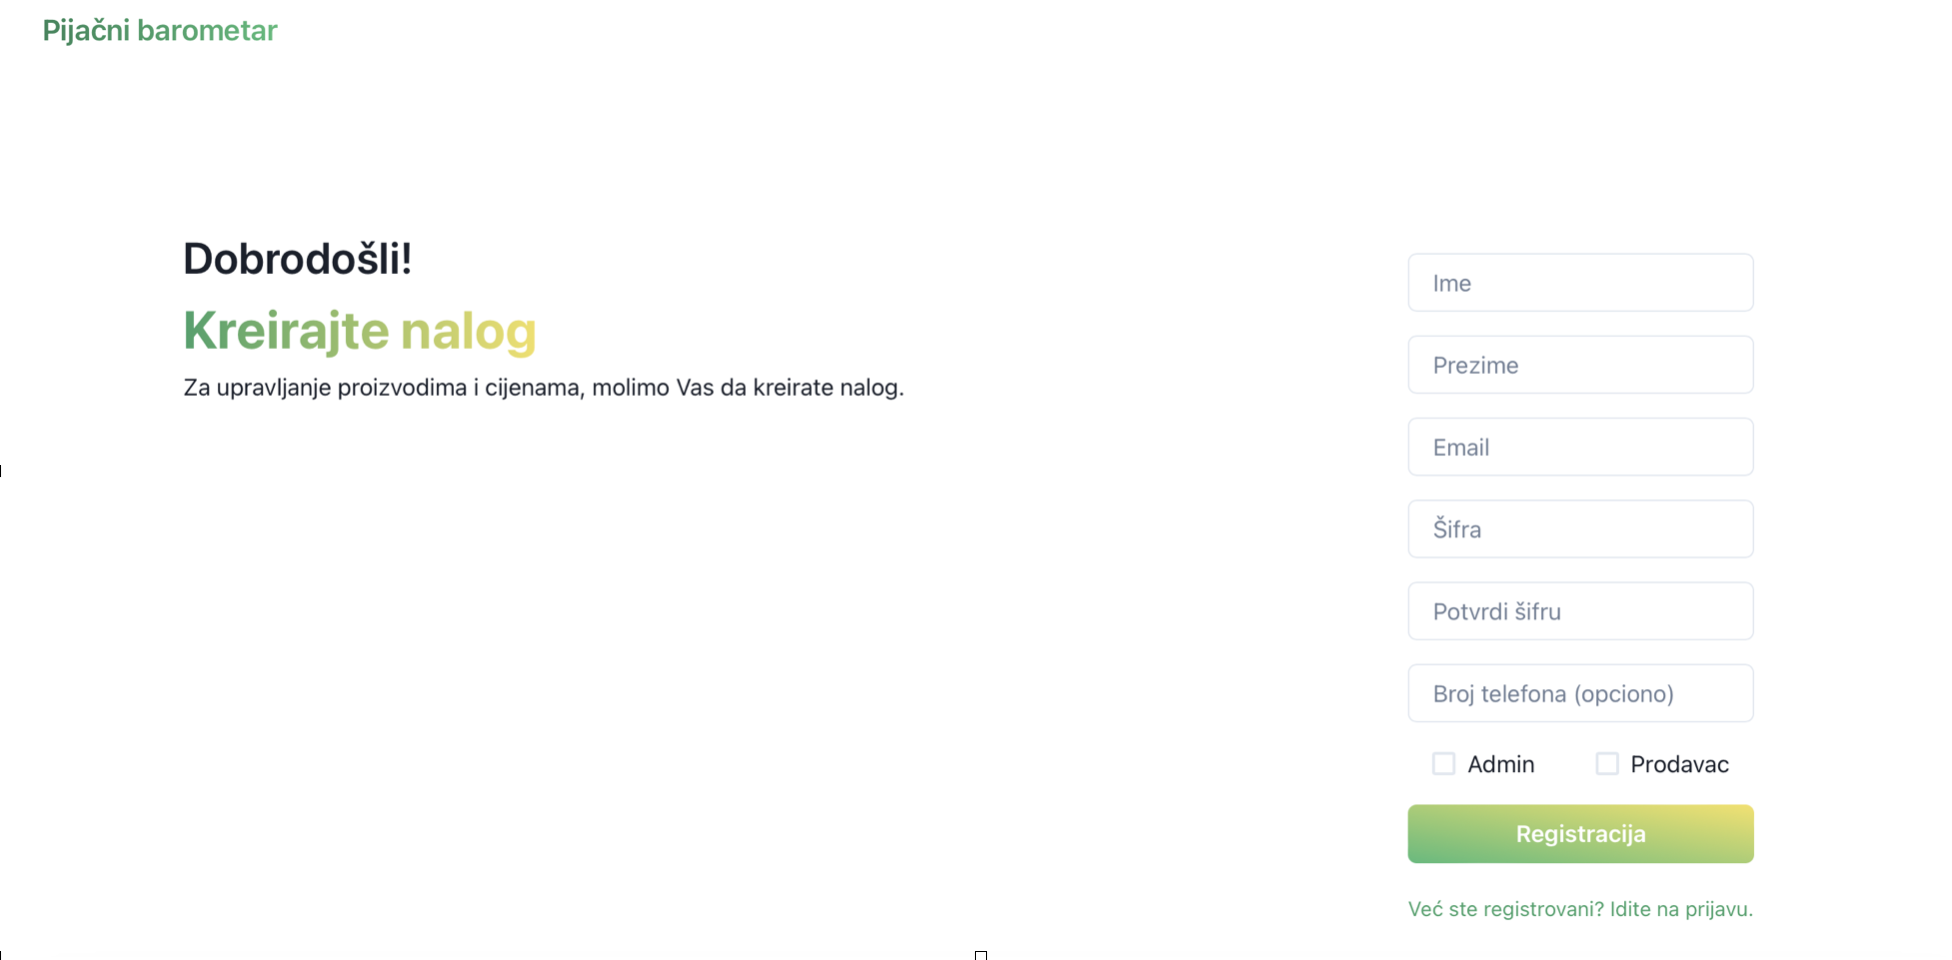 Pijačni barometar
Dobrodošli!
Kreirajte nalog
Za upravljanje proizvodima i cijenama, molimo Vas da kreirate nalog.
Ime
Prezime
Email
Šifra
Potvrdi šifru
Broj telefona (opciono)
Admin Prodavac
Registracija
Već ste registrovani? Idite na prijavu.